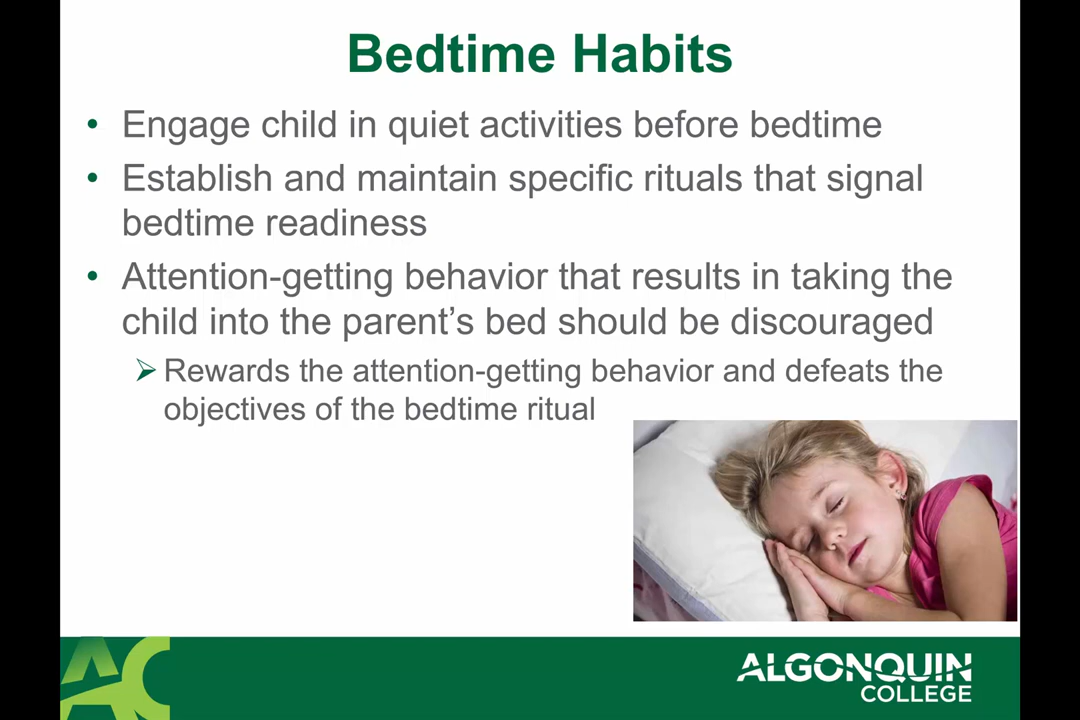 Bedtime Habits
• Engage child in quiet activities before bedtime
• Establish and maintain specific rituals that signal
bedtime readiness
• Attention-getting behavior that results in taking the
child into the parent’s bed should be discouraged
➢ Rewards the attention-getting behavior and defeats the
objectives of the bedtime ritual
AC
ALGONQUIN
COLLEGE